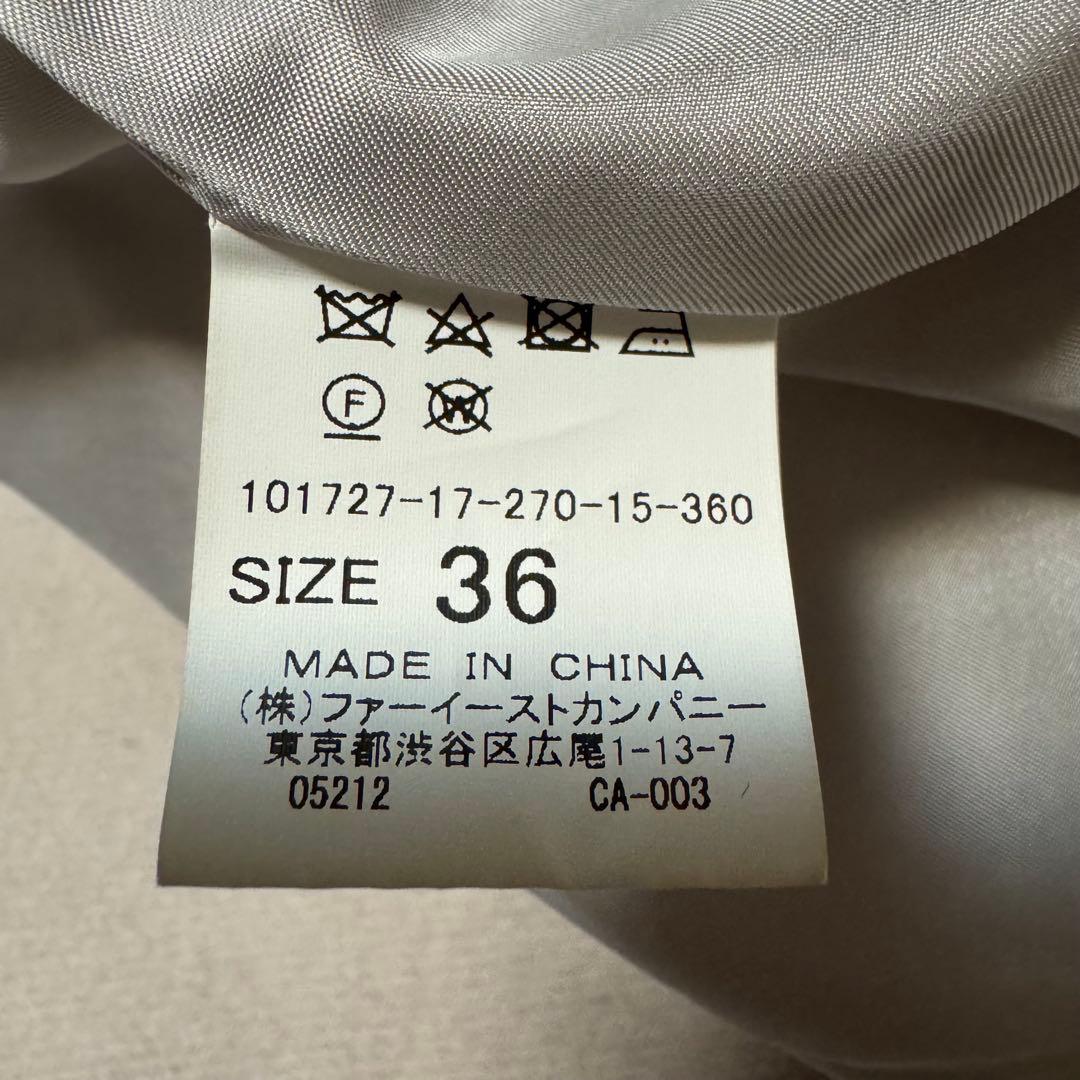 F W
101727-17-270-15-360
SIZE 36
MADE IN CHINA
(株)ファーイーストカンパニー
東京都渋谷区広尾1-13-7
05212 CA-003